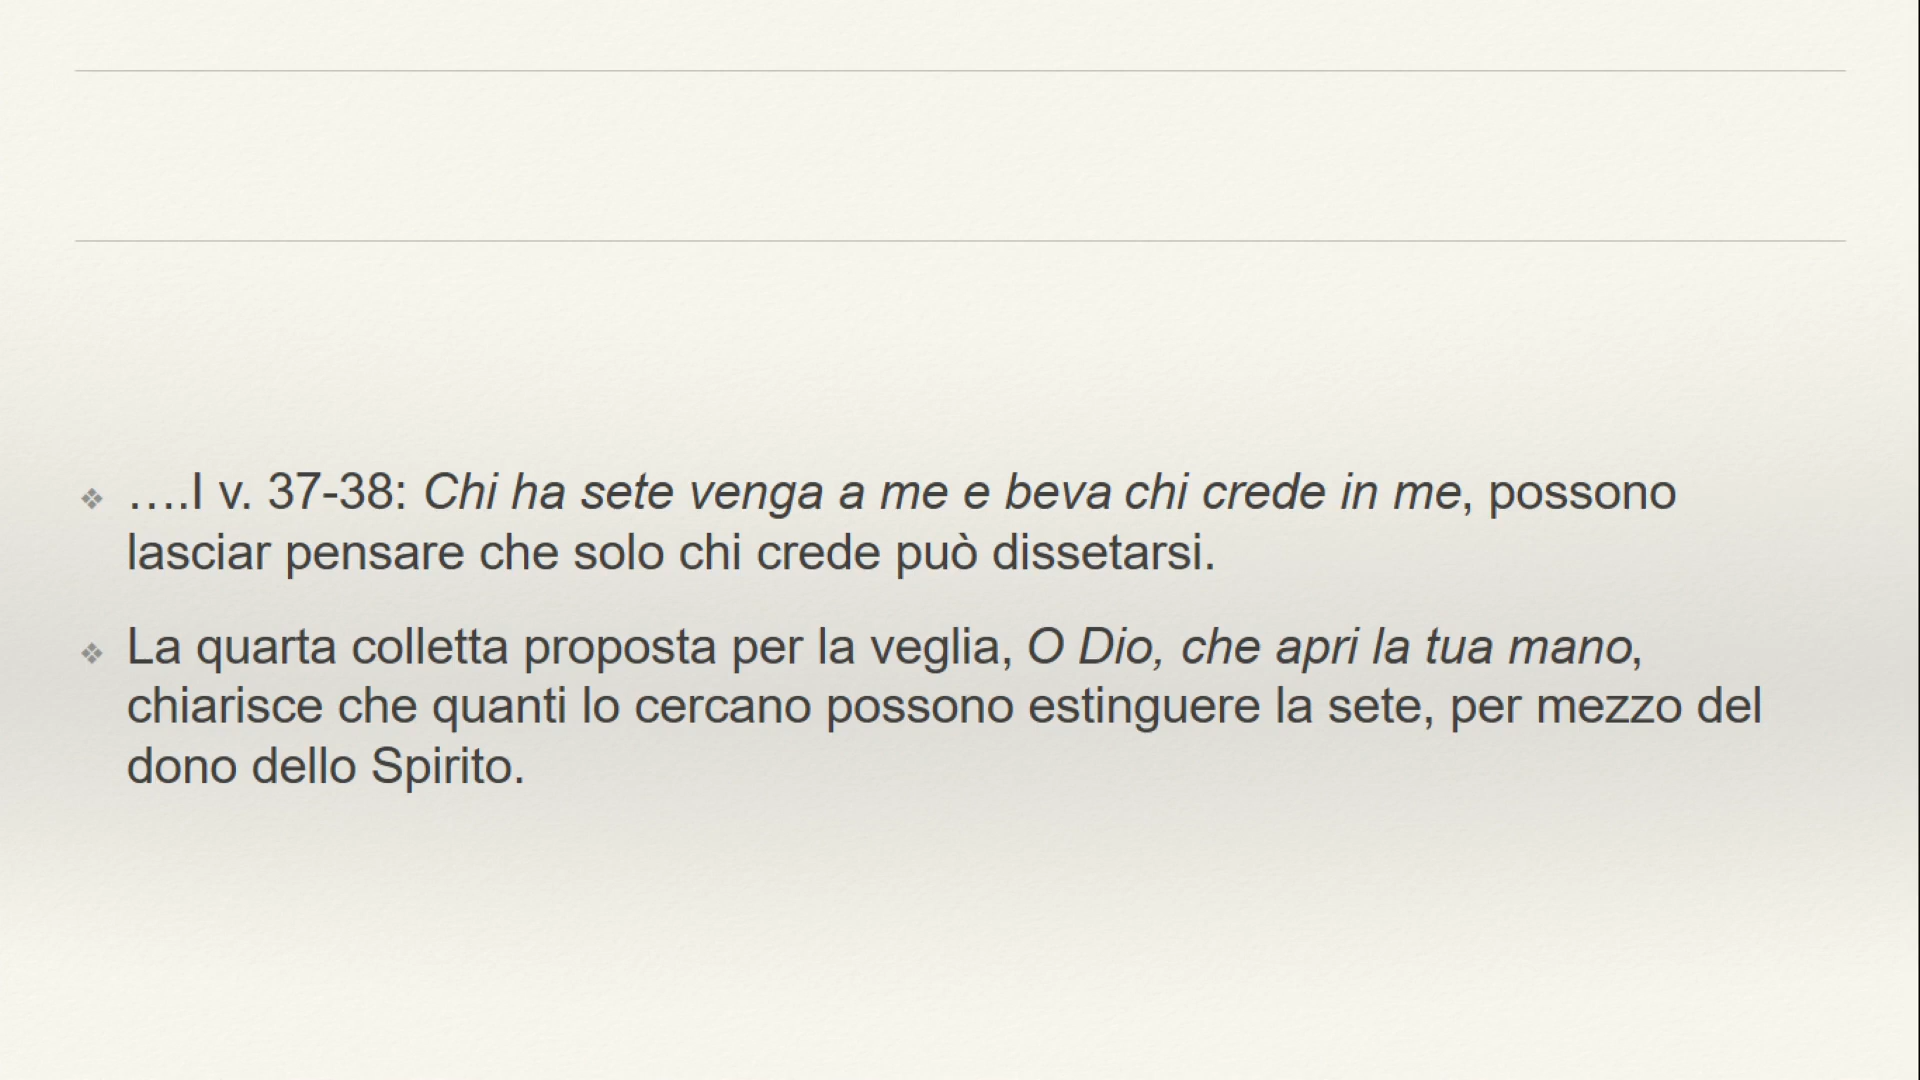 ❖ ….I v. 37-38: Chi ha sete venga a me e beva chi crede in me, possono
lasciar pensare che solo chi crede può dissetarsi.
❖ La quarta colletta proposta per la veglia, O Dio, che apri la tua mano,
chiarisce che quanti lo cercano possono estinguere la sete, per mezzo del
dono dello Spirito.